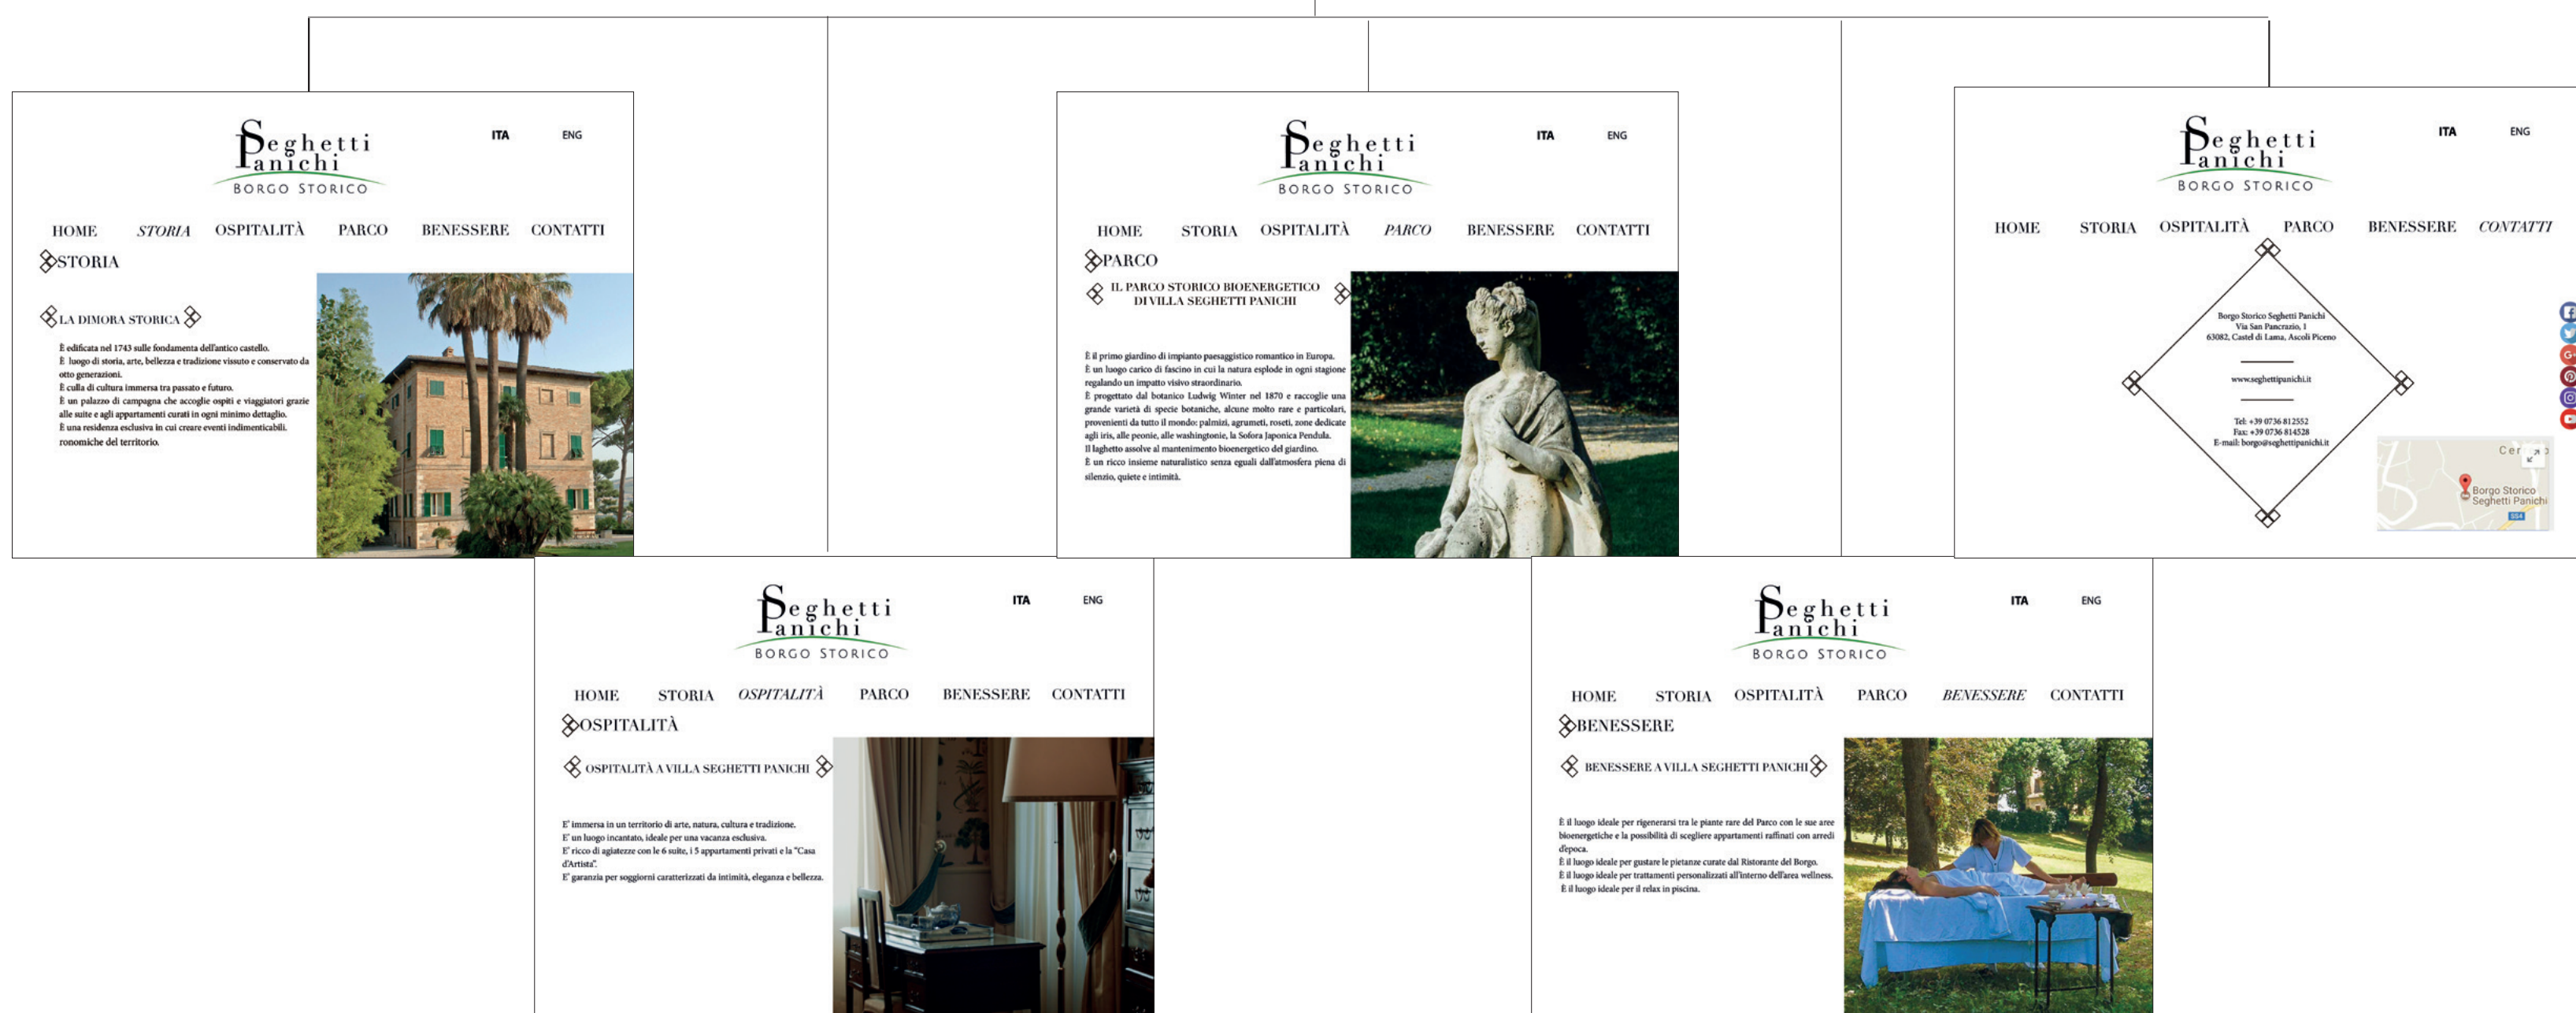 Seghetti
Panichi
BORGO STORICO
ITA ENG
HOME STORIA OSPITALITÀ PARCO BENESSERE CONTATTI
STORIA
LA DIMORA STORICA
È edificata nel 1743 sulle fondamenta dell'antico castello.
È luogo di storia, arte, bellezza e tradizione vissuto e conservato da
otto generazioni.
È culla di cultura immersa tra passato e futuro.
È un palazzo di campagna che accoglie ospiti e viaggiatori grazie
alle suite e agli appartamenti curati in ogni minimo dettaglio.
È una residenza esclusiva in cui creare eventi indimenticabili.
ronomiche del territorio.
Seghetti
Panichi
BORGO STORICO
ITA ENG
HOME STORIA OSPITALITÀ PARCO BENESSERE CONTATTI
PARCO
IL PARCO STORICO BIOENERGETICO
DI VILLA SEGHETTI PANICHI
È il primo giardino di impianto paesaggistico romantico in Europa.
È un luogo carico di fascino in cui la natura esplode in ogni stagione
regalando un impatto visivo straordinario.
È progettato dal botanico Ludwig Winter nel 1870 e raccoglie una
grande varietà di specie botaniche, alcune molto rare e particolari,
provenienti da tutto il mondo: palmizi, agrumeti, roseti, zone dedicate
agli iris, alle peonie, alle washingtonie, la Sofora Japonica Pendula.
Il laghetto assolve al mantenimento bioenergetico del giardino.
È un ricco insieme naturalistico senza eguali dall'atmosfera piena di
silenzio, quiete e intimità.
Seghetti
Panichi
BORGO STORICO
ITA ENG
HOME STORIA OSPITALITÀ PARCO BENESSERE CONTATTI
Borgo Storico Seghetti Panichi
Via San Pancrazio, 1
63082, Castel di Lama, Ascoli Piceno
www.seghettipanichi.it
Tel: +39 0736 812552
Fax: +39 0736 814528
E-mail: borgo@seghettipanichi.it
Borgo Storico
Seghetti Panichi
SS4
Seghetti
Panichi
BORGO STORICO
ITA ENG
HOME STORIA OSPITALITÀ PARCO BENESSERE CONTATTI
OSPITALITÀ
OSPITALITÀ A VILLA SEGHETTI PANICHI
E' immersa in un territorio di arte, natura, cultura e tradizione.
E' un luogo incantato, ideale per una vacanza esclusiva.
E' ricco di agiatezze con le 6 suite, i 5 appartamenti privati e la "Casa
d'Artista".
E' garanzia per soggiorni caratterizzati da intimità, eleganza e bellezza.
Seghetti
Panichi
BORGO STORICO
ITA ENG
HOME STORIA OSPITALITÀ PARCO BENESSERE CONTATTI
BENESSERE
BENESSERE A VILLA SEGHETTI PANICHI
È il luogo ideale per rigenerarsi tra le piante rare del Parco con le sue aree
bioenergetiche e la possibilità di scegliere appartamenti raffinati con arredi
d'epoca.
È il luogo ideale per gustare le pietanze curate dal Ristorante del Borgo.
È il luogo ideale per trattamenti personalizzati all'interno dell'area wellness.
È il luogo ideale per il relax in piscina.